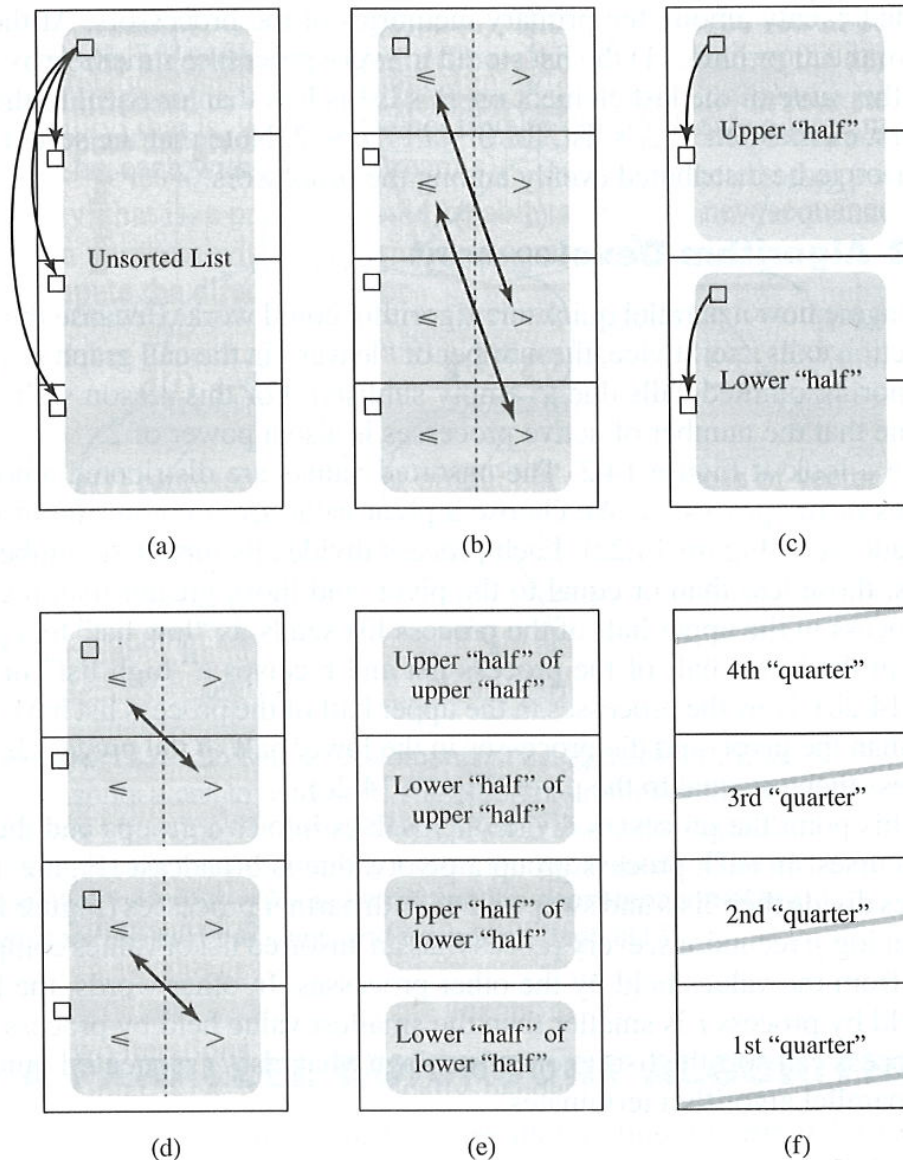 Unsorted List
(a)
≤ >
≤ >
≤ >
≤ >
(b)
Upper “half”
Lower “half”
(c)
≤ >
≤ >
≤ >
≤ >
(d)
Upper “half” of
upper “half”
Lower “half” of
upper “half”
Upper “half” of
lower “half”
Lower “half” of
lower “half”
(e)
4th “quarter”
3rd “quarter”
2nd “quarter”
1st “quarter”
(f)